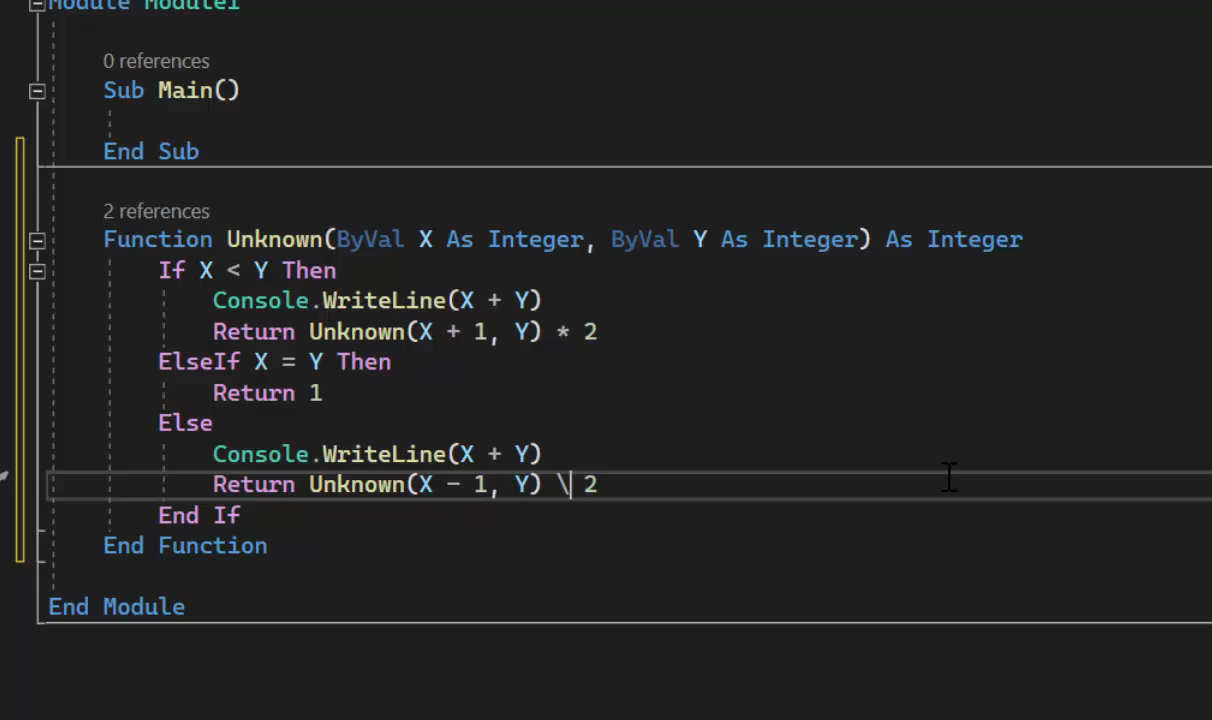 Module Module1
0 references
Sub Main()
End Sub
2 references
Function Unknown(ByVal X As Integer, ByVal Y As Integer) As Integer
If X < Y Then
Console.WriteLine(X + Y)
Return Unknown(X + 1, Y) * 2
ElseIf X = Y Then
Return 1
Else
Console.WriteLine(X + Y)
Return Unknown(X - 1, Y) \ 2
End If
End Function
End Module